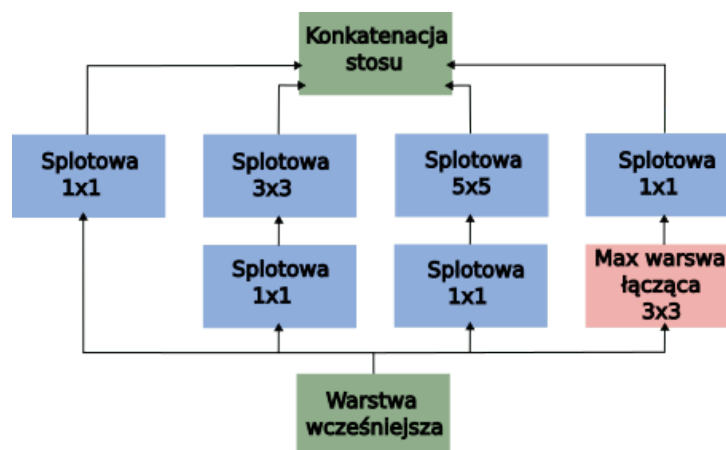 Konkatenacja
stosu
Splotowa
1x1
Splotowa
3x3
Splotowa
5x5
Splotowa
1x1
Splotowa
1x1
Splotowa
1x1
Max warswa
łącząca
3x3
Warstwa
wcześniejsza